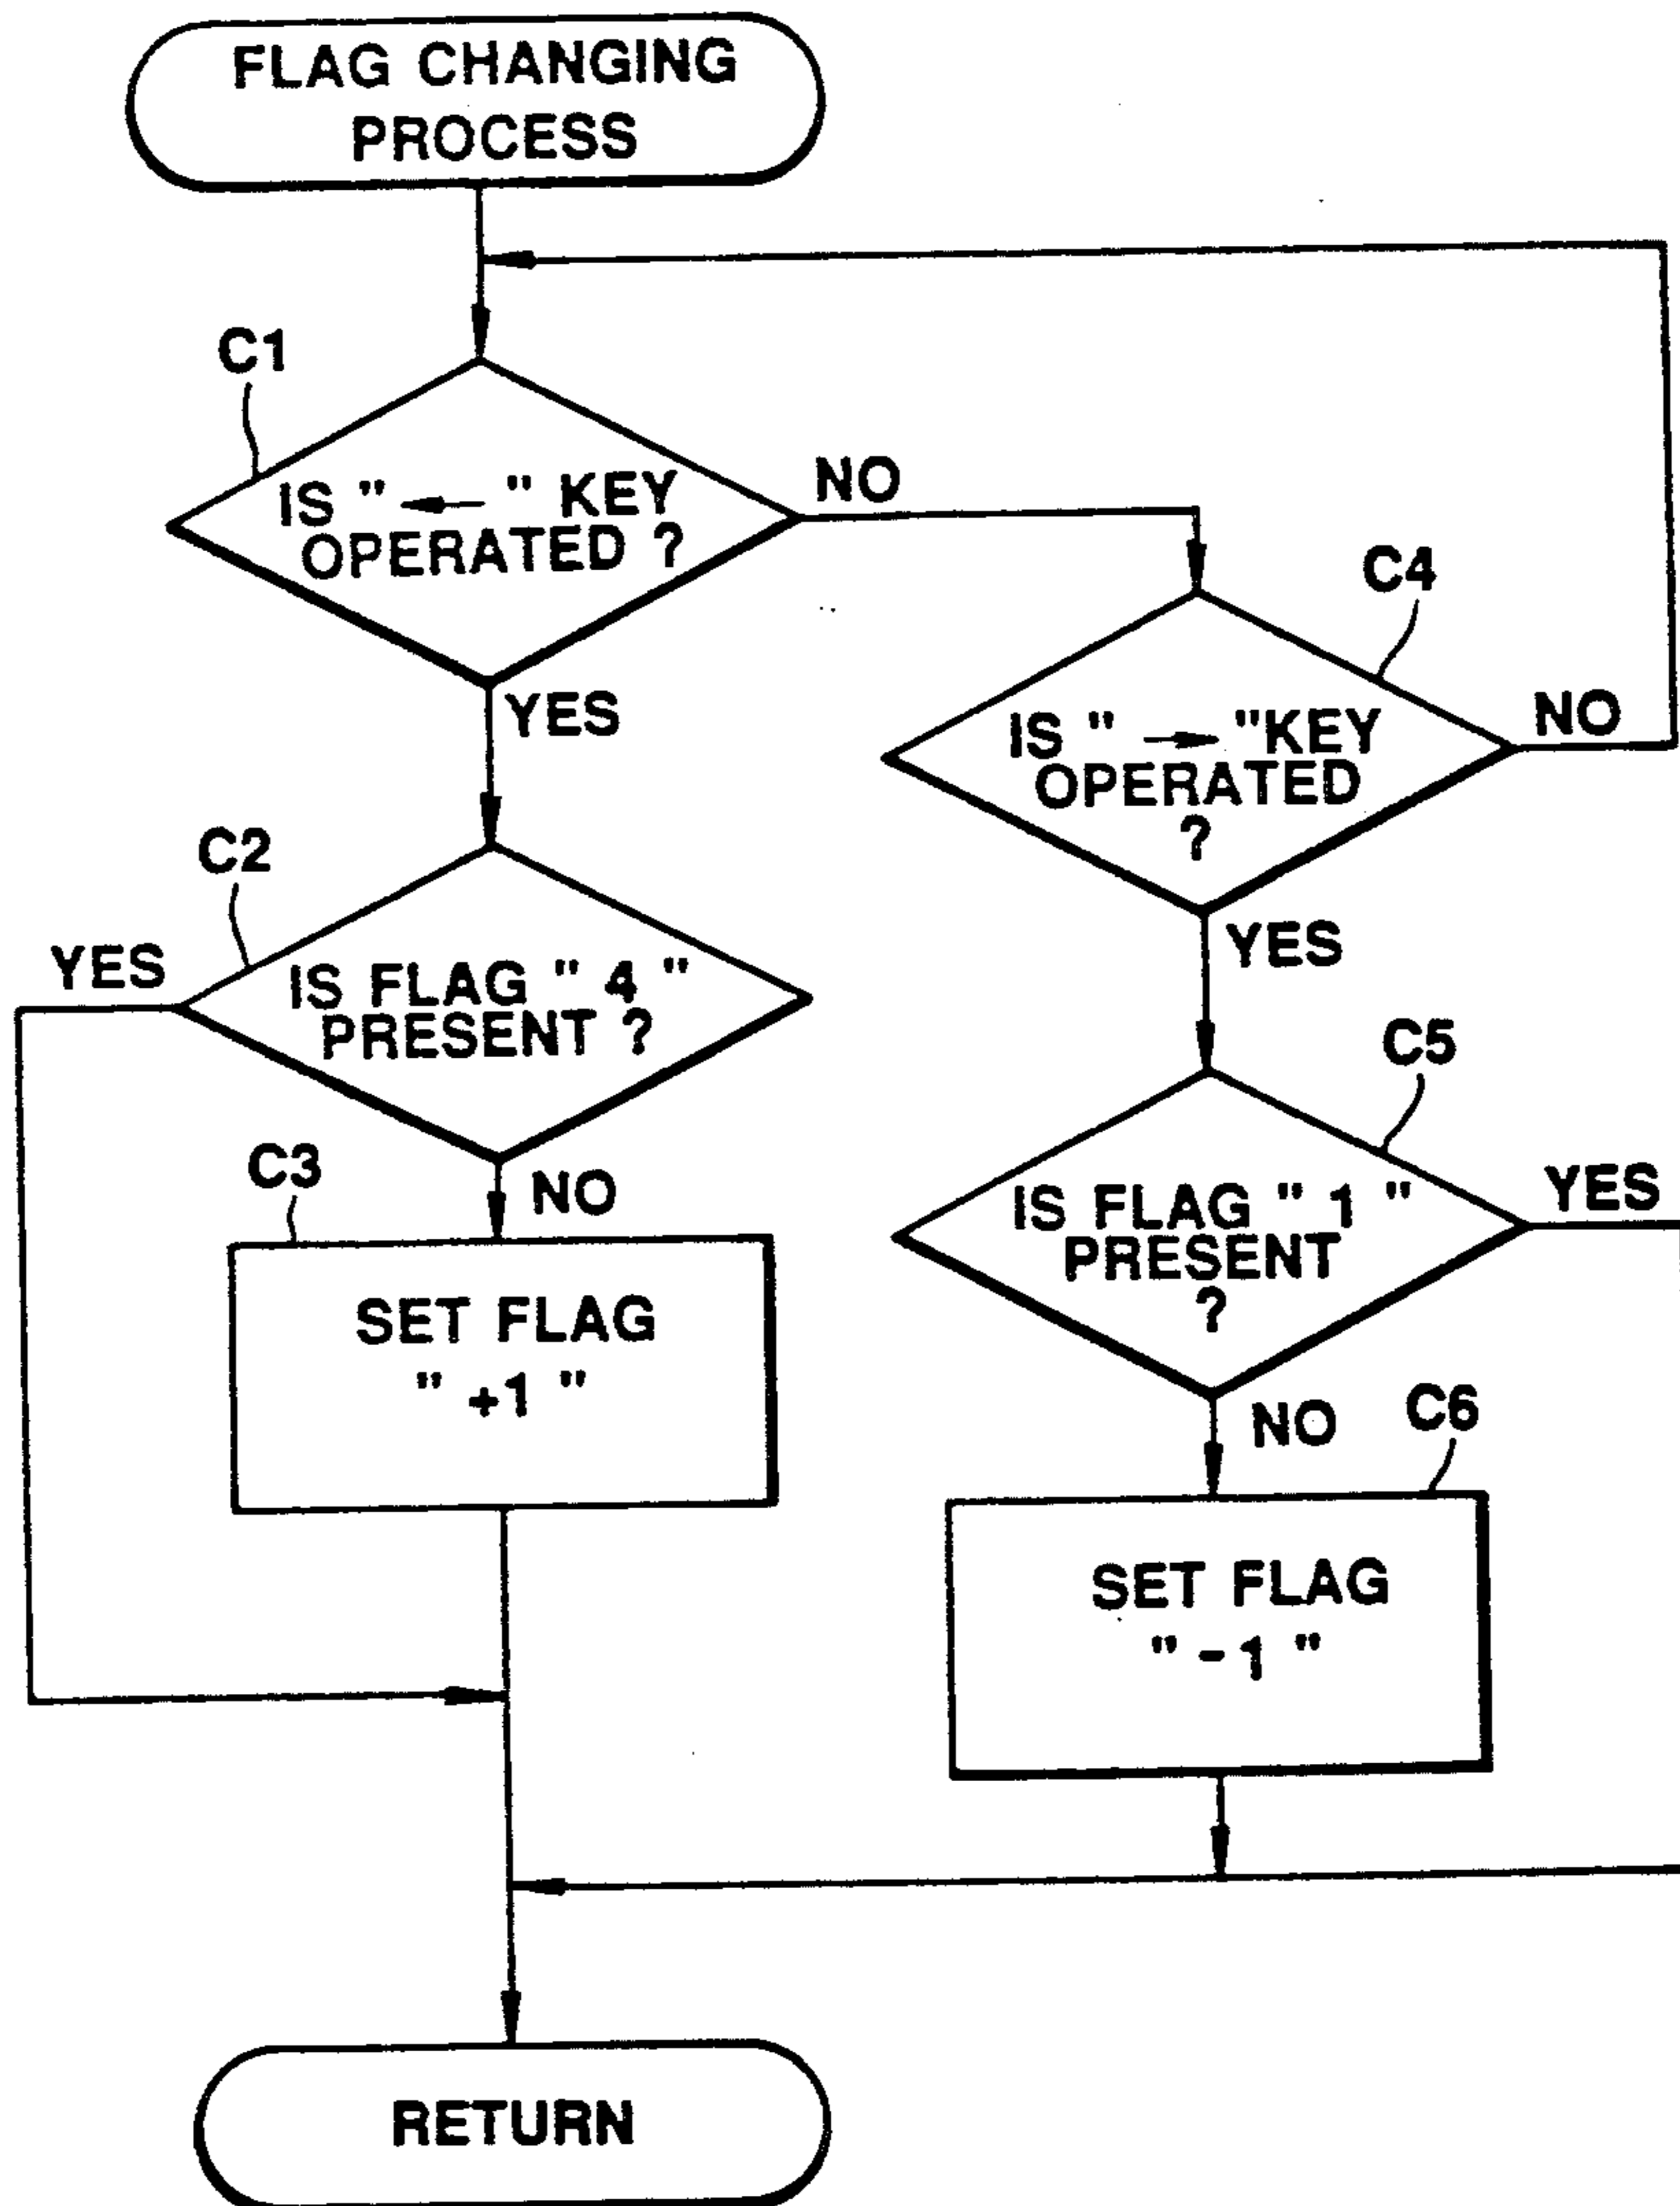 FLAG CHANGING
PROCESS
C1
IS " ← " KEY
OPERATED ?
NO
YES
C4
IS " → "KEY
OPERATED
?
NO
YES
C2
YES
IS FLAG " 4 "
PRESENT ?
NO
C5
IS FLAG " 1 "
PRESENT
?
YES
NO
C3
SET FLAG
" +1 "
C6
SET FLAG
" -1 "
RETURN